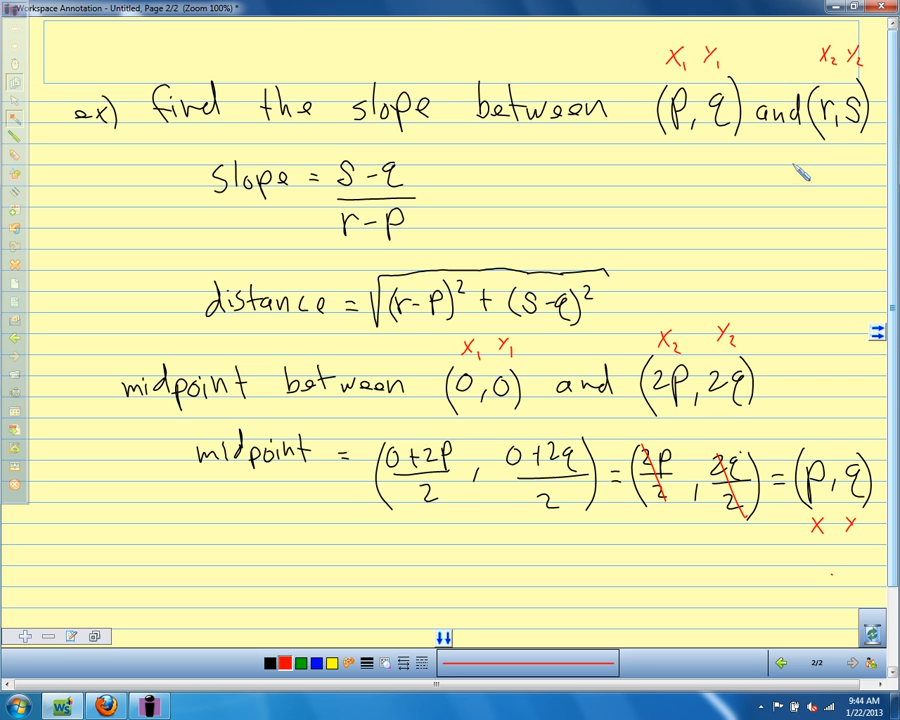 Workspace Annotation - Untitled, Page 2/2 (Zoom 100%) *
X₁ Y₁ X₂ Y₂
ex) find the slope between (p, q) and (r, s)
slope = s - q / r - p
distance = √(r - p)² + (s - q)²
X₁ Y₁ X₂ Y₂
midpoint between (0, 0) and (2p, 2q)
midpoint = (0 + 2p / 2 , 0 + 2q / 2) = (2p / 2 , 2q / 2) = (p, q)
X Y
2/2
9:44 AM
1/22/2013